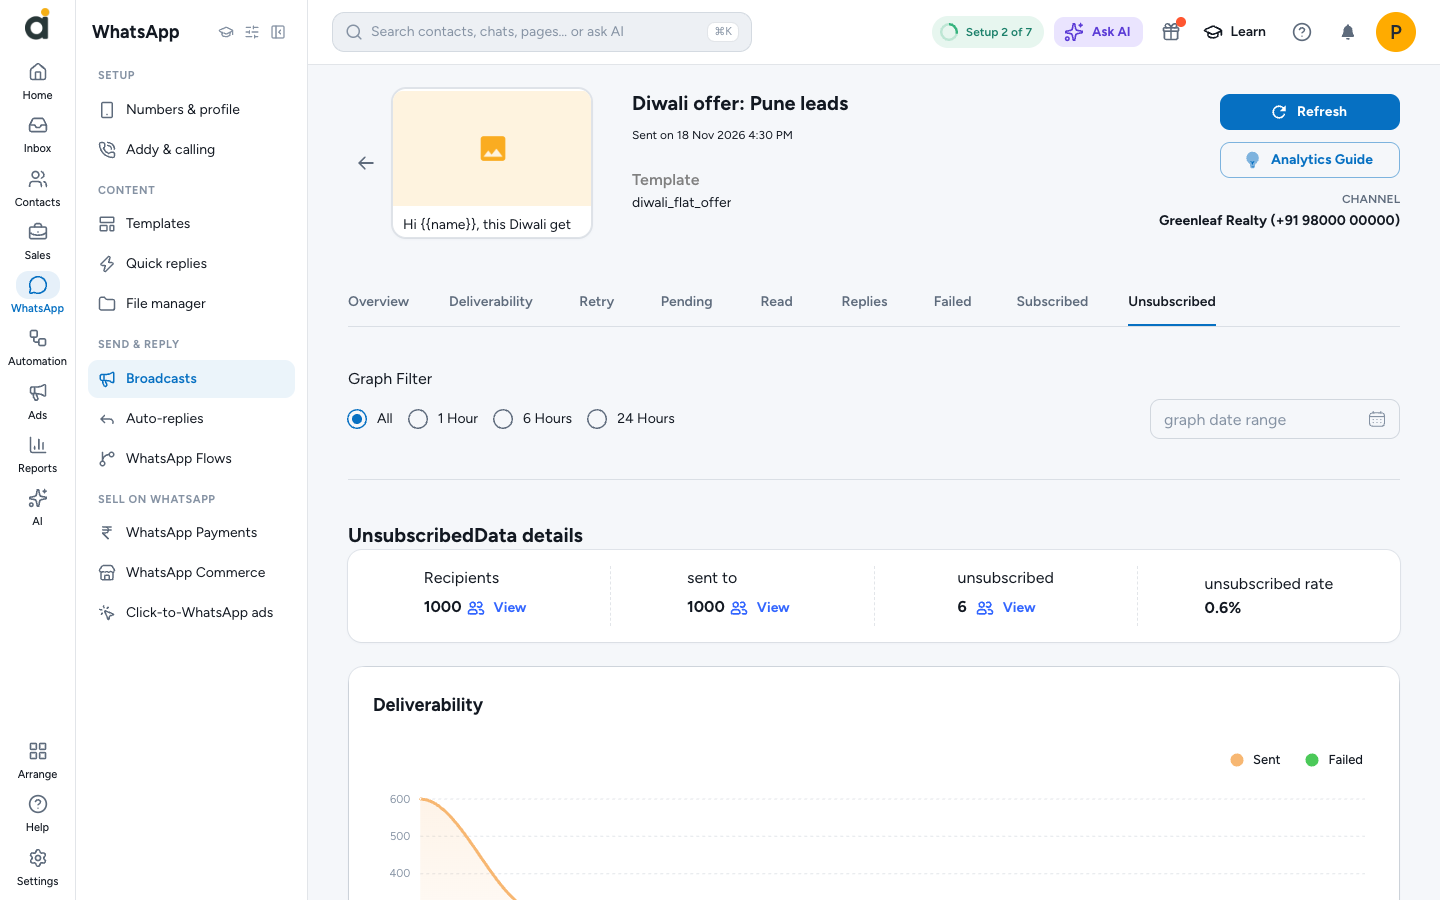 WhatsApp
Search contacts, chats, pages... or ask AI
⌘K
Setup 2 of 7
Ask AI
Learn
P
Home
Inbox
Contacts
Sales
WhatsApp
Automation
Ads
Reports
AI
Arrange
Help
Settings
SETUP
Numbers & profile
Addy & calling
CONTENT
Templates
Quick replies
File manager
SEND & REPLY
Broadcasts
Auto-replies
WhatsApp Flows
SELL ON WHATSAPP
WhatsApp Payments
WhatsApp Commerce
Click-to-WhatsApp ads
Hi {{name}}, this Diwali get
Diwali offer: Pune leads
Sent on 18 Nov 2026 4:30 PM
Template
diwali_flat_offer
Refresh
Analytics Guide
CHANNEL
Greenleaf Realty (+91 98000 00000)
Overview
Deliverability
Retry
Pending
Read
Replies
Failed
Subscribed
Unsubscribed
Graph Filter
All
1 Hour
6 Hours
24 Hours
graph date range
UnsubscribedData details
Recipients
1000 View
sent to
1000 View
unsubscribed
6 View
unsubscribed rate
0.6%
Deliverability
Sent
Failed
600
500
400